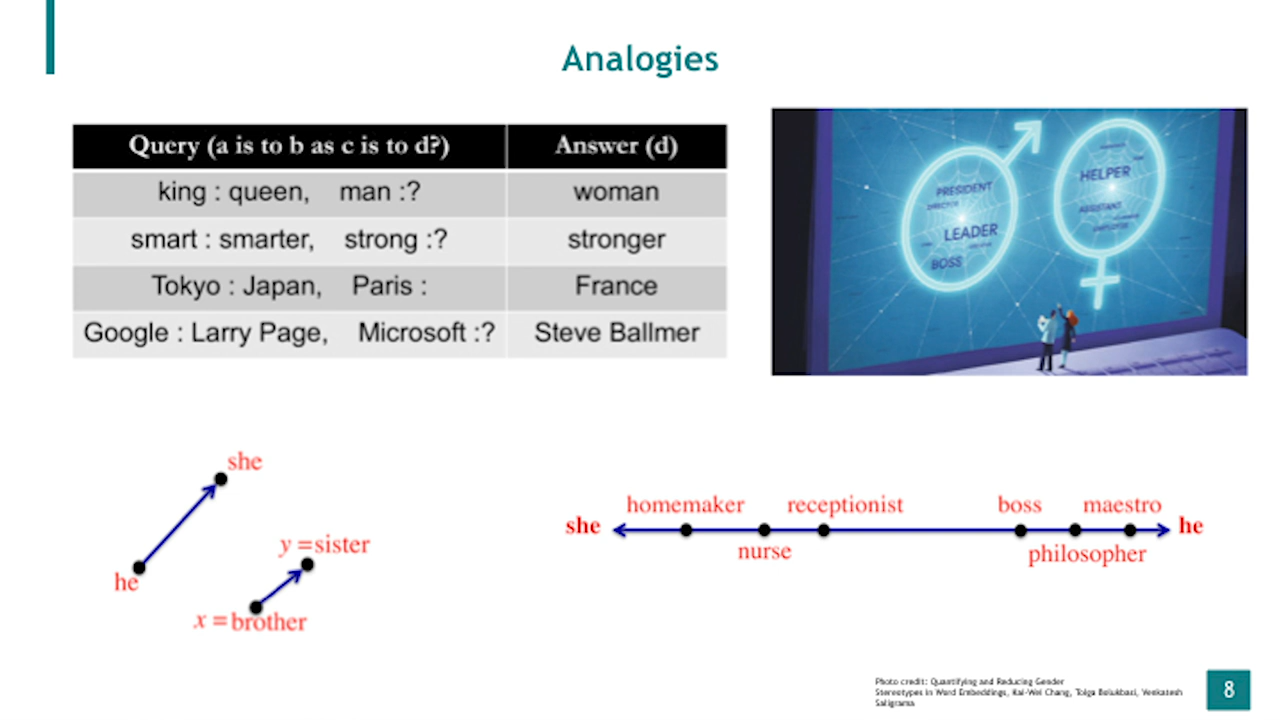 Analogies
Query (a is to b as c is to d?) Answer (d)
king : queen, man :? woman
smart : smarter, strong :? stronger
Tokyo : Japan, Paris : France
Google : Larry Page, Microsoft :? Steve Ballmer
PRESIDENT
DIRECTOR
LEADER
BOSS
HELPER
ASSISTANT
she
he
y = sister
x = brother
homemaker receptionist boss maestro
she he
nurse philosopher
Photo credit: Quantifying and Reducing Gender
Stereotypes in Word Embeddings, Kai-Wei Chang, Tolga Bolukbasi, Venkatesh
Saligrama
8